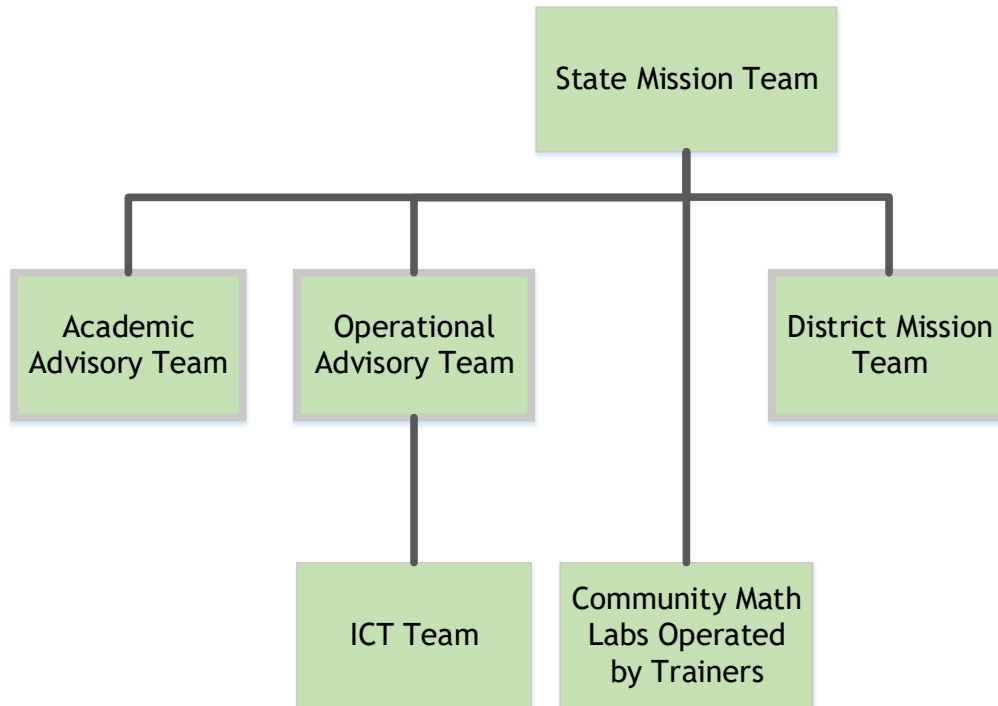 State Mission Team
Academic
Advisory Team
Operational
Advisory Team
District Mission
Team
ICT Team
Community Math
Labs Operated
by Trainers